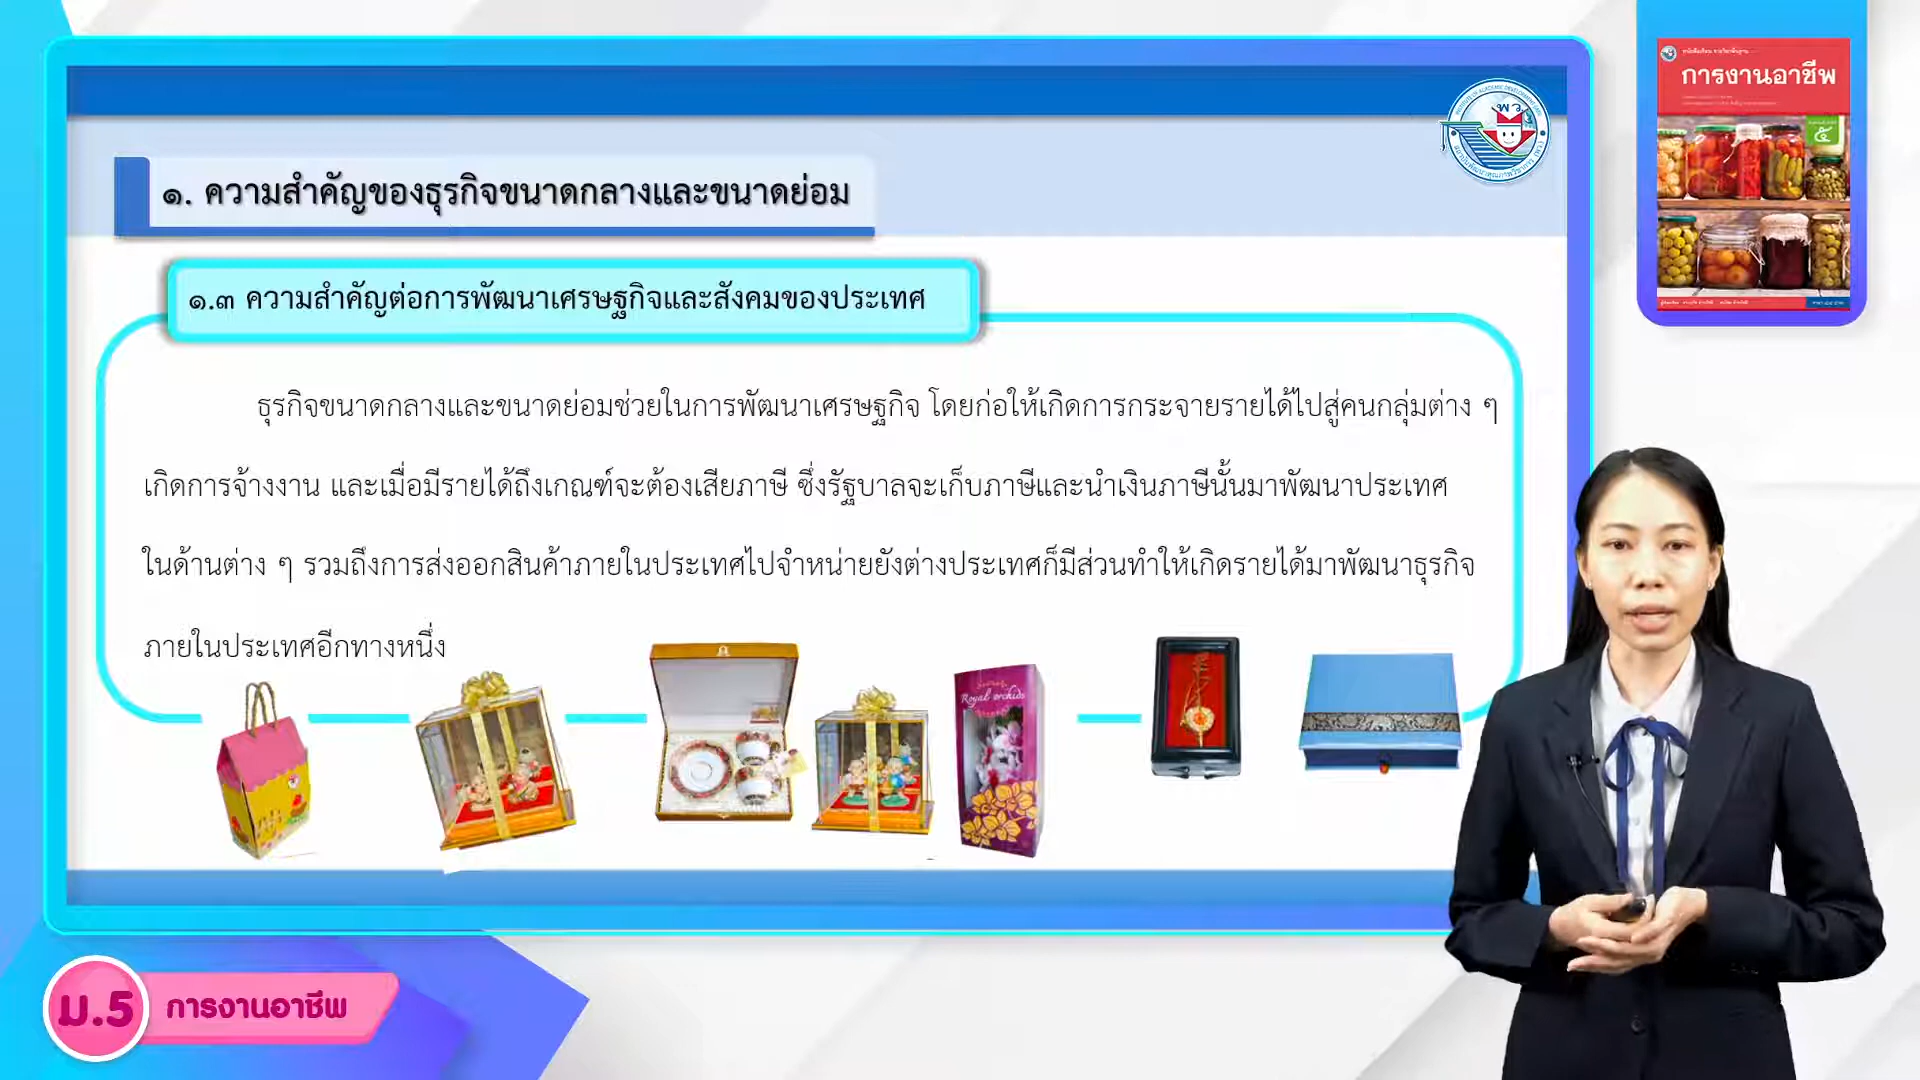 การงานอาชีพ
๕
๑. ความสำคัญของธุรกิจขนาดกลางและขนาดย่อม
๑.๓ ความสำคัญต่อการพัฒนาเศรษฐกิจและสังคมของประเทศ
ธุรกิจขนาดกลางและขนาดย่อมช่วยในการพัฒนาเศรษฐกิจ โดยก่อให้เกิดการกระจายรายได้ไปสู่คนกลุ่มต่าง ๆ
เกิดการจ้างงาน และเมื่อมีรายได้ถึงเกณฑ์จะต้องเสียภาษี ซึ่งรัฐบาลจะเก็บภาษีและนำเงินภาษีนั้นมาพัฒนาประเทศ
ในด้านต่าง ๆ รวมถึงการส่งออกสินค้าภายในประเทศไปจำหน่ายยังต่างประเทศก็มีส่วนทำให้เกิดรายได้มาพัฒนาธุรกิจ
ภายในประเทศอีกทางหนึ่ง
Royal orchids
ม.5 การงานอาชีพ